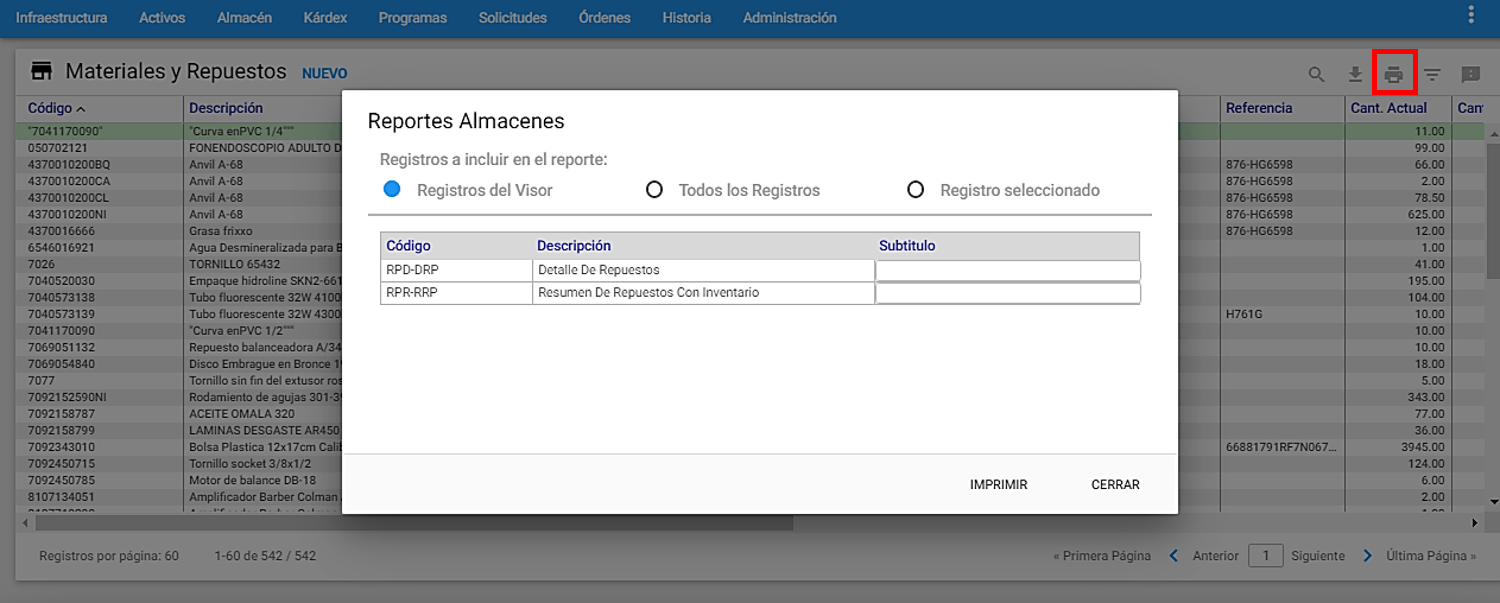 Infraestructura Activos Almacén Kárdex Programas Solicitudes Órdenes Historia Administración
Materiales y Repuestos NUEVO
Código Descripción Referencia Cant. Actual
"7041170090" "Curva enPVC 1/4""" 11.00
050702121 FONENDOSCOPIO ADULTO D 99.00
4370010200BQ Anvil A-68 876-HG6598 66.00
4370010200CA Anvil A-68 876-HG6598 2.00
4370010200CL Anvil A-68 876-HG6598 78.50
4370010200NI Anvil A-68 876-HG6598 625.00
4370016666 Grasa frixxo 876-HG6598 12.00
6546016921 Agua Desmineralizada para B 1.00
7026 TORNILLO 65432 41.00
7040520030 Empaque hidroline SKN2-661 195.00
7040573138 Tubo fluorescente 32W 4100 104.00
7040573139 Tubo fluorescente 32W 4300 H761G 10.00
7041170090 "Curva enPVC 1/2""" 10.00
7069051132 Repuesto balanceadora A/34 10.00
7069054840 Disco Embrague en Bronce 19 18.00
7077 Tornillo sin fin del extusor ros 5.00
7092152590NI Rodamiento de agujas 301-39 343.00
7092158787 ACEITE OMALA 320 77.00
7092158799 LAMINAS DESGASTE AR450 36.00
7092343010 Bolsa Plastica 12x17cm Calib 66881791RF7N067... 3945.00
7092450715 Tornillo socket 3/8x1/2 124.00
7092450785 Motor de balance DB-18 6.00
8107134051 Amplificador Barber Colman 2.00
Reportes Almacenes
Registros a incluir en el reporte:
Registros del Visor Todos los Registros Registro seleccionado
Código Descripción Subtitulo
RPD-DRP Detalle De Repuestos
RPR-RRP Resumen De Repuestos Con Inventario
IMPRIMIR CERRAR
Registros por página: 60 1-60 de 542 / 542 « Primera Página Anterior 1 Siguiente Última Página »